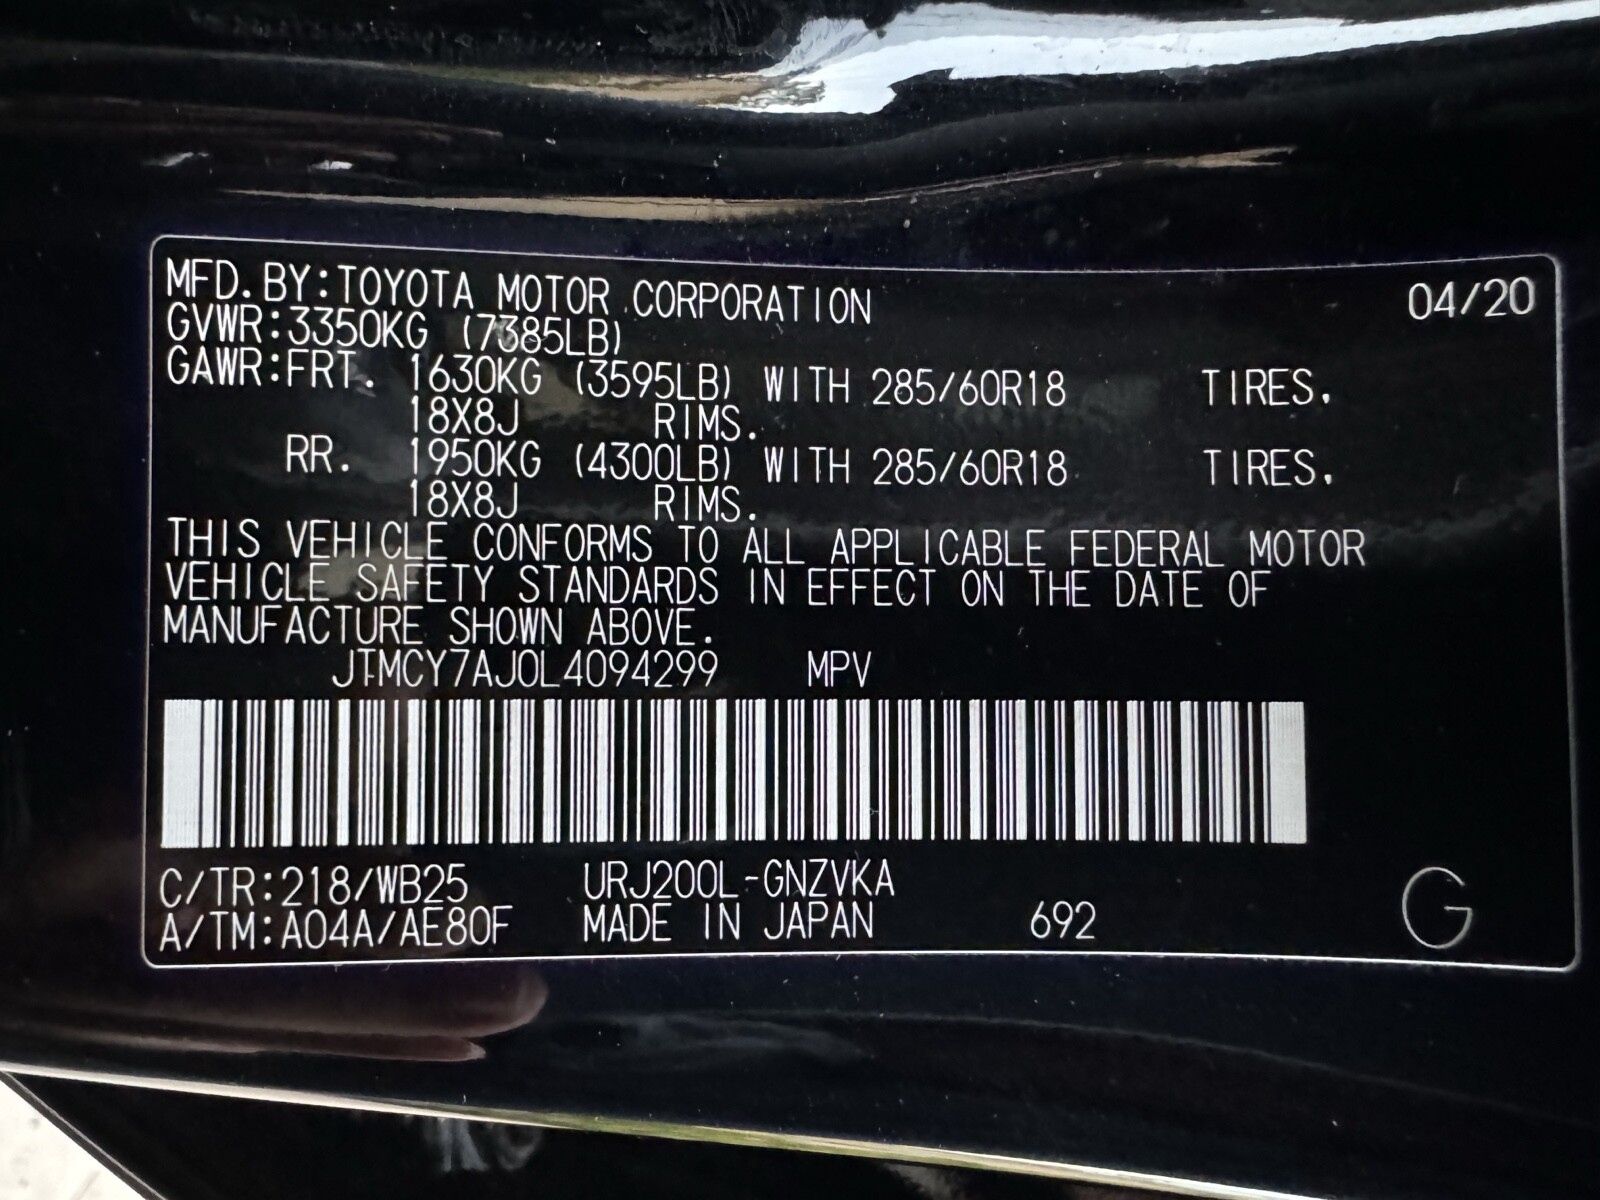 MFD. BY:TOYOTA MOTOR CORPORATION 04/20
GVWR:3350KG (7385LB)
GAWR:FRT. 1630KG (3595LB) WITH 285/60R18 TIRES.
18X8J RIMS.
RR. 1950KG (4300LB) WITH 285/60R18 TIRES.
18X8J RIMS.
THIS VEHICLE CONFORMS TO ALL APPLICABLE FEDERAL MOTOR
VEHICLE SAFETY STANDARDS IN EFFECT ON THE DATE OF
MANUFACTURE SHOWN ABOVE.
JTMCY7AJ0L4094299 MPV
C/TR:218/WB25 URJ200L-GNZVKA
A/TM:A04A/AE80F MADE IN JAPAN 692 G